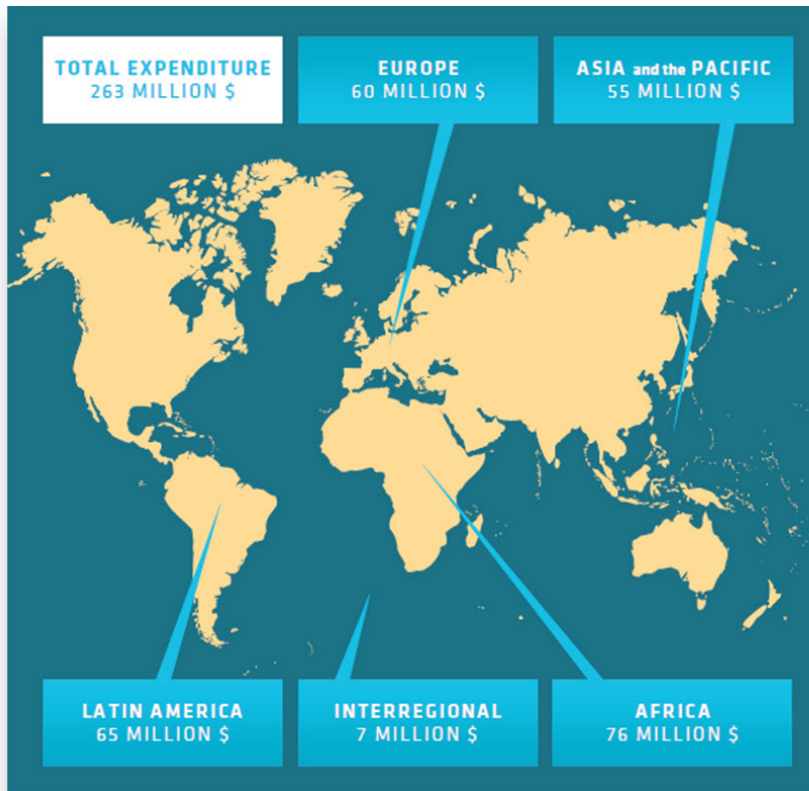 TOTAL EXPENDITURE
263 MILLION $
EUROPE
60 MILLION $
ASIA and the PACIFIC
55 MILLION $
LATIN AMERICA
65 MILLION $
INTERREGIONAL
7 MILLION $
AFRICA
76 MILLION $